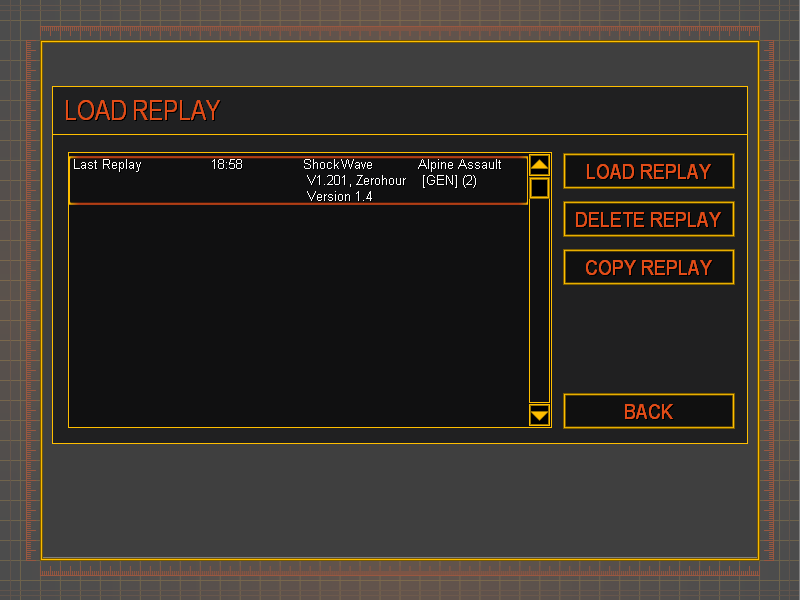 LOAD REPLAY
Last Replay 18:58 ShockWave Alpine Assault
V1.201, Zerohour [GEN] (2)
Version 1.4
LOAD REPLAY
DELETE REPLAY
COPY REPLAY
BACK